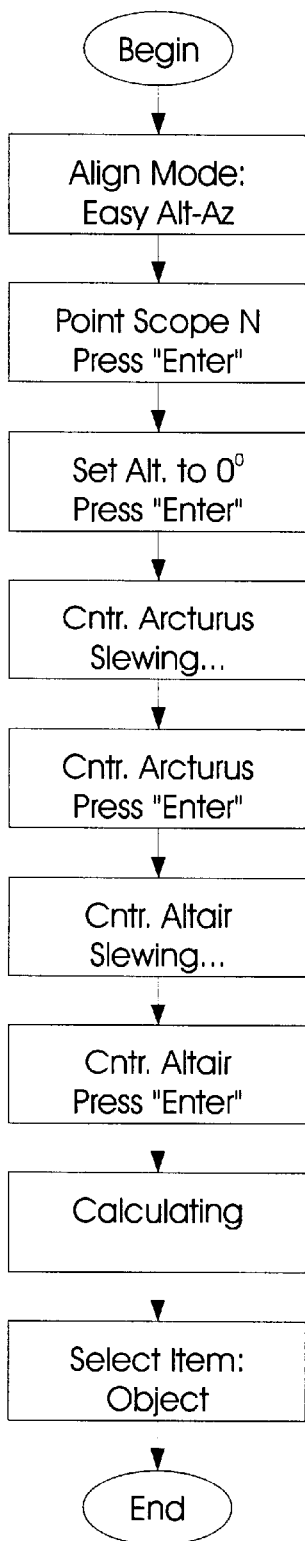 Begin
Align Mode:
Easy Alt-Az
Point Scope N
Press "Enter"
Set Alt. to 0⁰
Press "Enter"
Cntr. Arcturus
Slewing...
Cntr. Arcturus
Press "Enter"
Cntr. Altair
Slewing...
Cntr. Altair
Press "Enter"
Calculating
Select Item:
Object
End